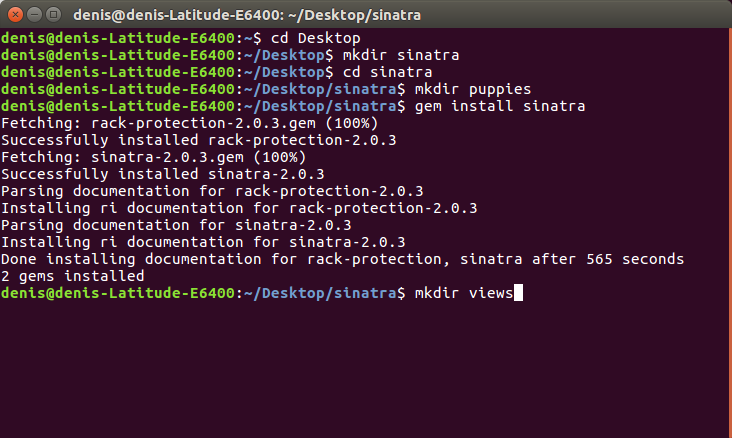 denis@denis-Latitude-E6400: ~/Desktop/sinatra
denis@denis-Latitude-E6400:~$ cd Desktop
denis@denis-Latitude-E6400:~/Desktop$ mkdir sinatra
denis@denis-Latitude-E6400:~/Desktop$ cd sinatra
denis@denis-Latitude-E6400:~/Desktop/sinatra$ mkdir puppies
denis@denis-Latitude-E6400:~/Desktop/sinatra$ gem install sinatra
Fetching: rack-protection-2.0.3.gem (100%)
Successfully installed rack-protection-2.0.3
Fetching: sinatra-2.0.3.gem (100%)
Successfully installed sinatra-2.0.3
Parsing documentation for rack-protection-2.0.3
Installing ri documentation for rack-protection-2.0.3
Parsing documentation for sinatra-2.0.3
Installing ri documentation for sinatra-2.0.3
Done installing documentation for rack-protection, sinatra after 565 seconds
2 gems installed
denis@denis-Latitude-E6400:~/Desktop/sinatra$ mkdir views